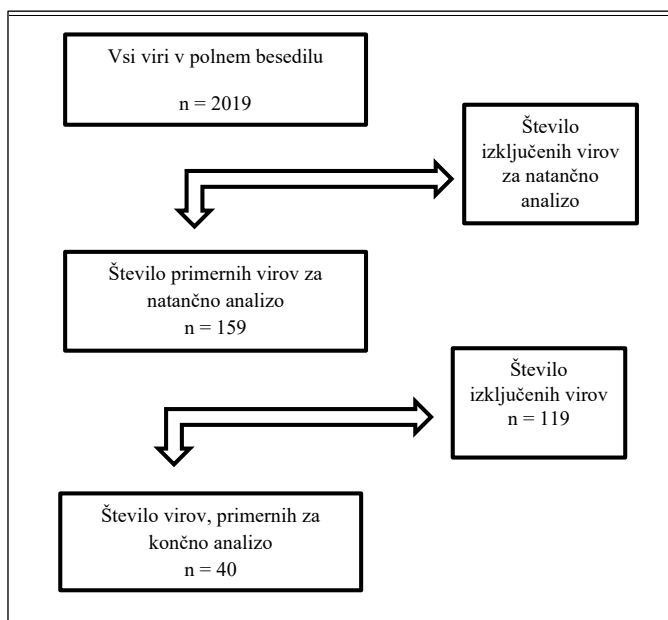 Vsi viri v polnem besedilu
n = 2019
Število
izključenih virov
za natančno
analizo
Število primernih virov za
natančno analizo
n = 159
Število
izključenih virov
n = 119
Število virov, primernih za
končno analizo
n = 40